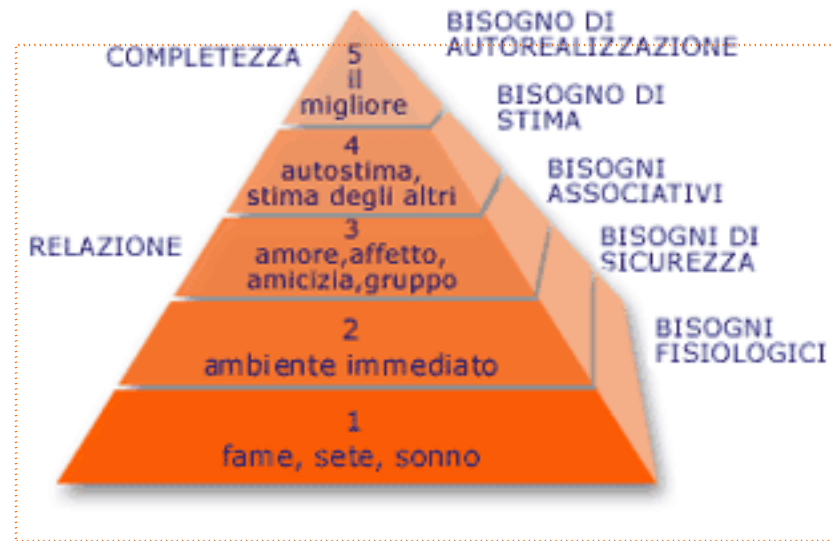 BISOGNO DI
AUTOREALIZZAZIONE
COMPLETEZZA
5
il
migliore
BISOGNO DI
STIMA
4
autostima,
stima degli altri
BISOGNI
ASSOCIATIVI
RELAZIONE
3
amore,affetto,
amicizia,gruppo
BISOGNI DI
SICUREZZA
2
ambiente immediato
BISOGNI
FISIOLOGICI
1
fame, sete, sonno